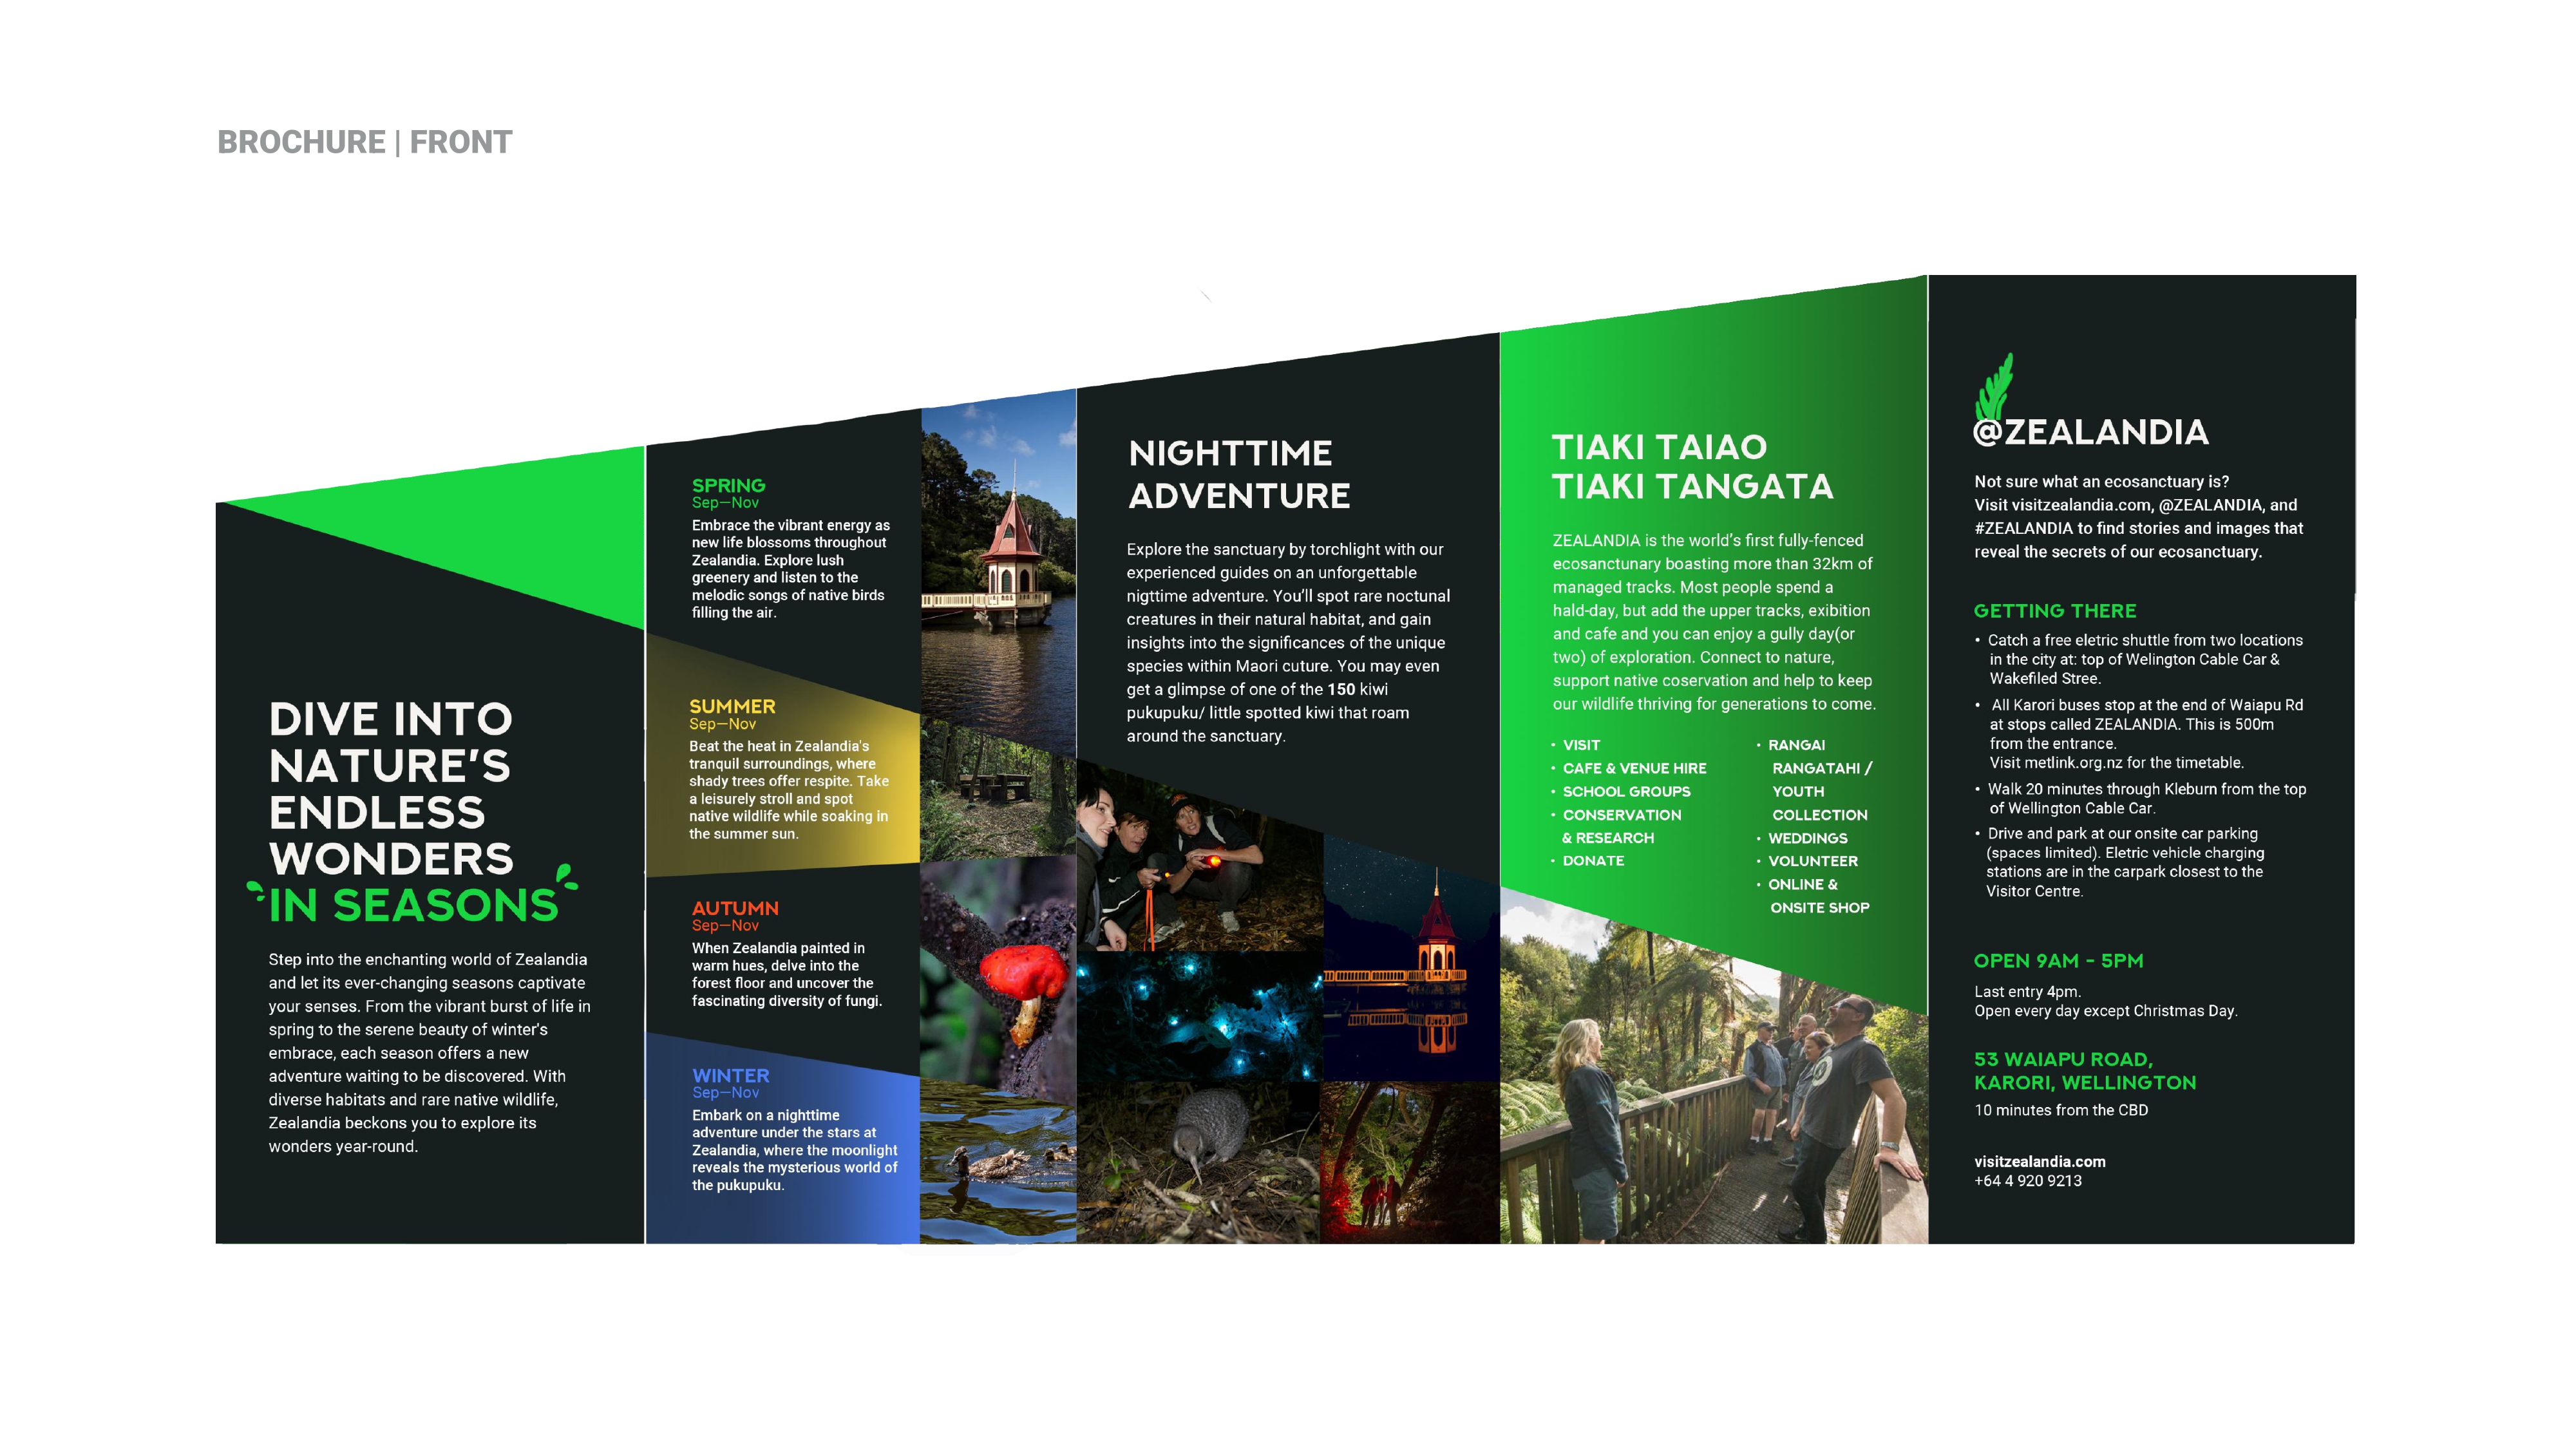 BROCHURE | FRONT
DIVE INTO
NATURE'S
ENDLESS
WONDERS
IN SEASONS
Step into the enchanting world of Zealandia
and let its ever-changing seasons captivate
your senses. From the vibrant burst of life in
spring to the serene beauty of winter's
embrace, each season offers a new
adventure waiting to be discovered. With
diverse habitats and rare native wildlife,
Zealandia beckons you to explore its
wonders year-round.
SPRING
Sep—Nov
Embrace the vibrant energy as
new life blossoms throughout
Zealandia. Explore lush
greenery and listen to the
melodic songs of native birds
filling the air.
SUMMER
Sep—Nov
Beat the heat in Zealandia's
tranquil surroundings, where
shady trees offer respite. Take
a leisurely stroll and spot
native wildlife while soaking in
the summer sun.
AUTUMN
Sep—Nov
When Zealandia painted in
warm hues, delve into the
forest floor and uncover the
fascinating diversity of fungi.
WINTER
Sep—Nov
Embark on a nighttime
adventure under the stars at
Zealandia, where the moonlight
reveals the mysterious world of
the pukupuku.
NIGHTTIME
ADVENTURE
Explore the sanctuary by torchlight with our
experienced guides on an unforgettable
nigttime adventure. You'll spot rare noctunal
creatures in their natural habitat, and gain
insights into the significances of the unique
species within Maori cuture. You may even
get a glimpse of one of the 150 kiwi
pukupuku/ little spotted kiwi that roam
around the sanctuary.
TIAKI TAIAO
TIAKI TANGATA
ZEALANDIA is the world's first fully-fenced
ecosanctunary boasting more than 32km of
managed tracks. Most people spend a
hald-day, but add the upper tracks, exibition
and cafe and you can enjoy a gully day(or
two) of exploration. Connect to nature,
support native coservation and help to keep
our wildlife thriving for generations to come.
• VISIT
• CAFE & VENUE HIRE
• SCHOOL GROUPS
• CONSERVATION
& RESEARCH
• DONATE
• RANGAI
RANGATAHI /
YOUTH
COLLECTION
• WEDDINGS
• VOLUNTEER
• ONLINE &
ONSITE SHOP
@ZEALANDIA
Not sure what an ecosanctuary is?
Visit visitzealandia.com, @ZEALANDIA, and
#ZEALANDIA to find stories and images that
reveal the secrets of our ecosanctuary.
GETTING THERE
• Catch a free eletric shuttle from two locations
in the city at: top of Welington Cable Car &
Wakefiled Stree.
• All Karori buses stop at the end of Waiapu Rd
at stops called ZEALANDIA. This is 500m
from the entrance.
Visit metlink.org.nz for the timetable.
• Walk 20 minutes through Kleburn from the top
of Wellington Cable Car.
• Drive and park at our onsite car parking
(spaces limited). Eletric vehicle charging
stations are in the carpark closest to the
Visitor Centre.
OPEN 9AM - 5PM
Last entry 4pm.
Open every day except Christmas Day.
53 WAIAPU ROAD,
KARORI, WELLINGTON
10 minutes from the CBD
visitzealandia.com
+64 4 920 9213